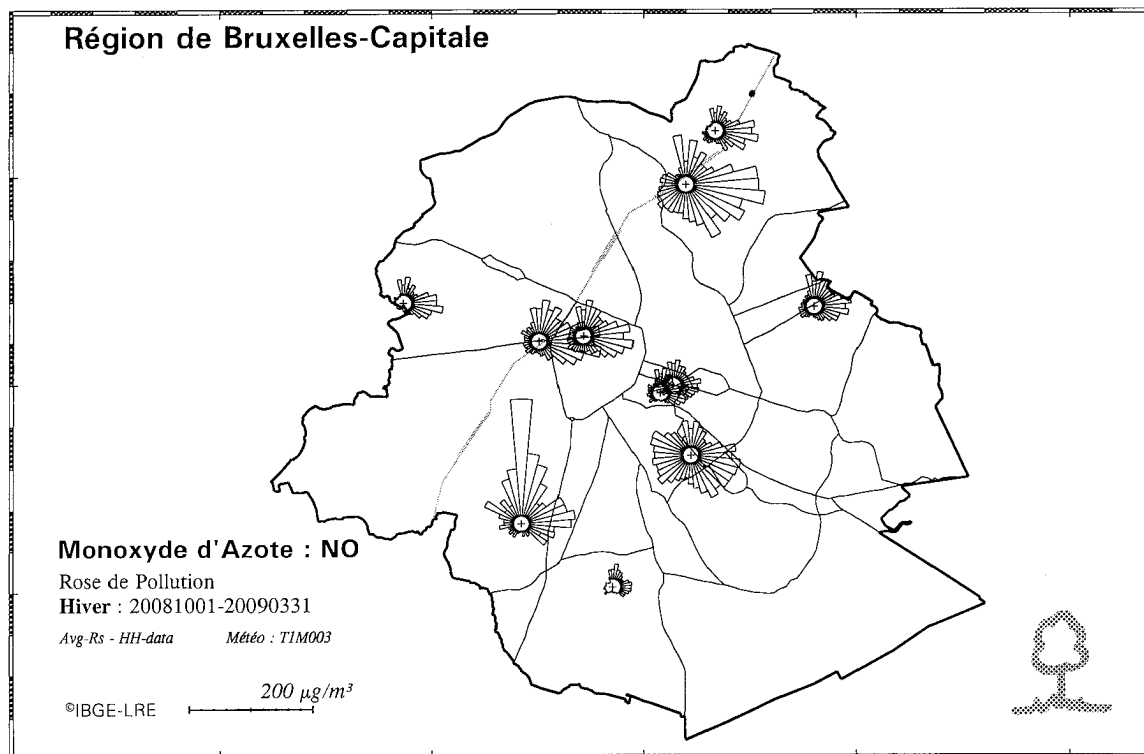 Région de Bruxelles-Capitale
Monoxyde d'Azote : NO
Rose de Pollution
Hiver : 20081001-20090331
Avg-Rs - HH-data Météo : T1M003
200 µg/m³
©IBGE-LRE